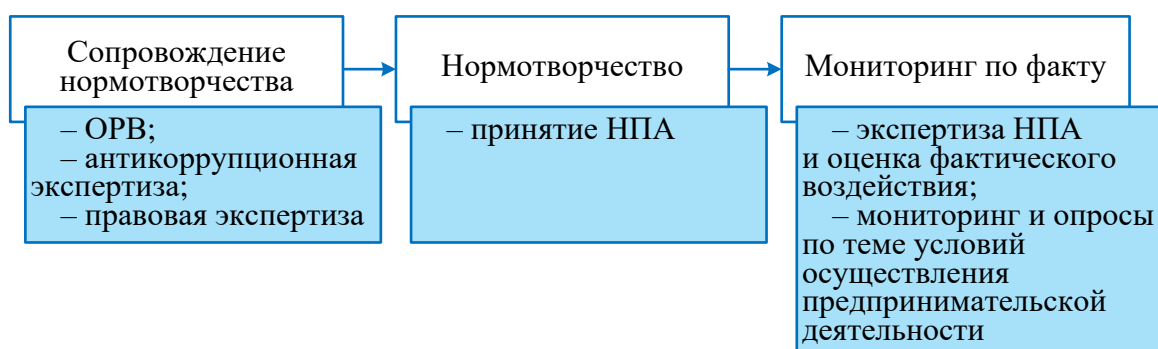 Сопровождение
нормотворчества
– ОРВ;
– антикоррупционная
экспертиза;
– правовая экспертиза
Нормотворчество
– принятие НПА
Мониторинг по факту
– экспертиза НПА
и оценка фактического
воздействия;
– мониторинг и опросы
по теме условий
осуществления
предпринимательской
деятельности